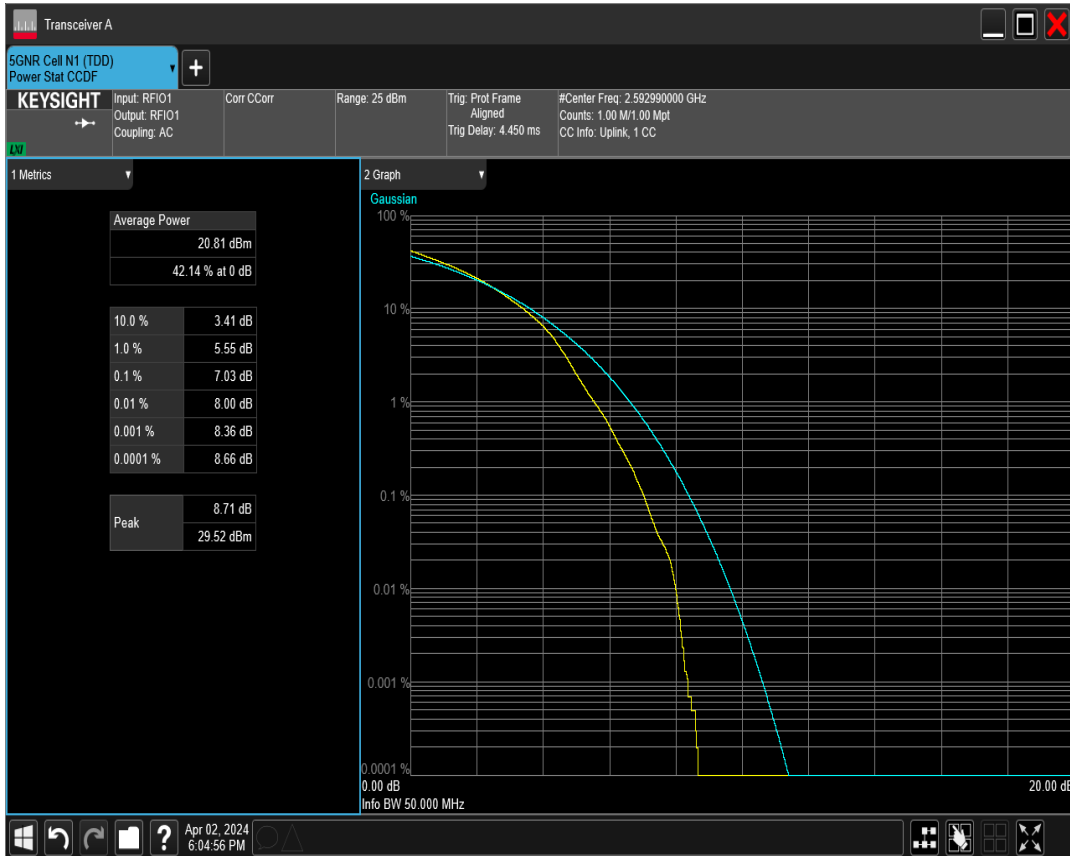 Transceiver A
5GNR Cell N1 (TDD)
Power Stat CCDF
+
KEYSIGHT
LXI
Input: RFIO1
Output: RFIO1
Coupling: AC
Corr CCorr
Range: 25 dBm
Trig: Prot Frame
Aligned
Trig Delay: 4.450 ms
#Center Freq: 2.592990000 GHz
Counts: 1.00 M/1.00 Mpt
CC Info: Uplink, 1 CC
1 Metrics
Average Power
20.81 dBm
42.14 % at 0 dB
10.0 % 3.41 dB
1.0 % 5.55 dB
0.1 % 7.03 dB
0.01 % 8.00 dB
0.001 % 8.36 dB
0.0001 % 8.66 dB
Peak
8.71 dB
29.52 dBm
2 Graph
Gaussian
100 %
10 %
1 %
0.1 %
0.01 %
0.001 %
0.0001 %
0.00 dB 20.00 dB
Info BW 50.000 MHz
?
Apr 02, 2024
6:04:56 PM